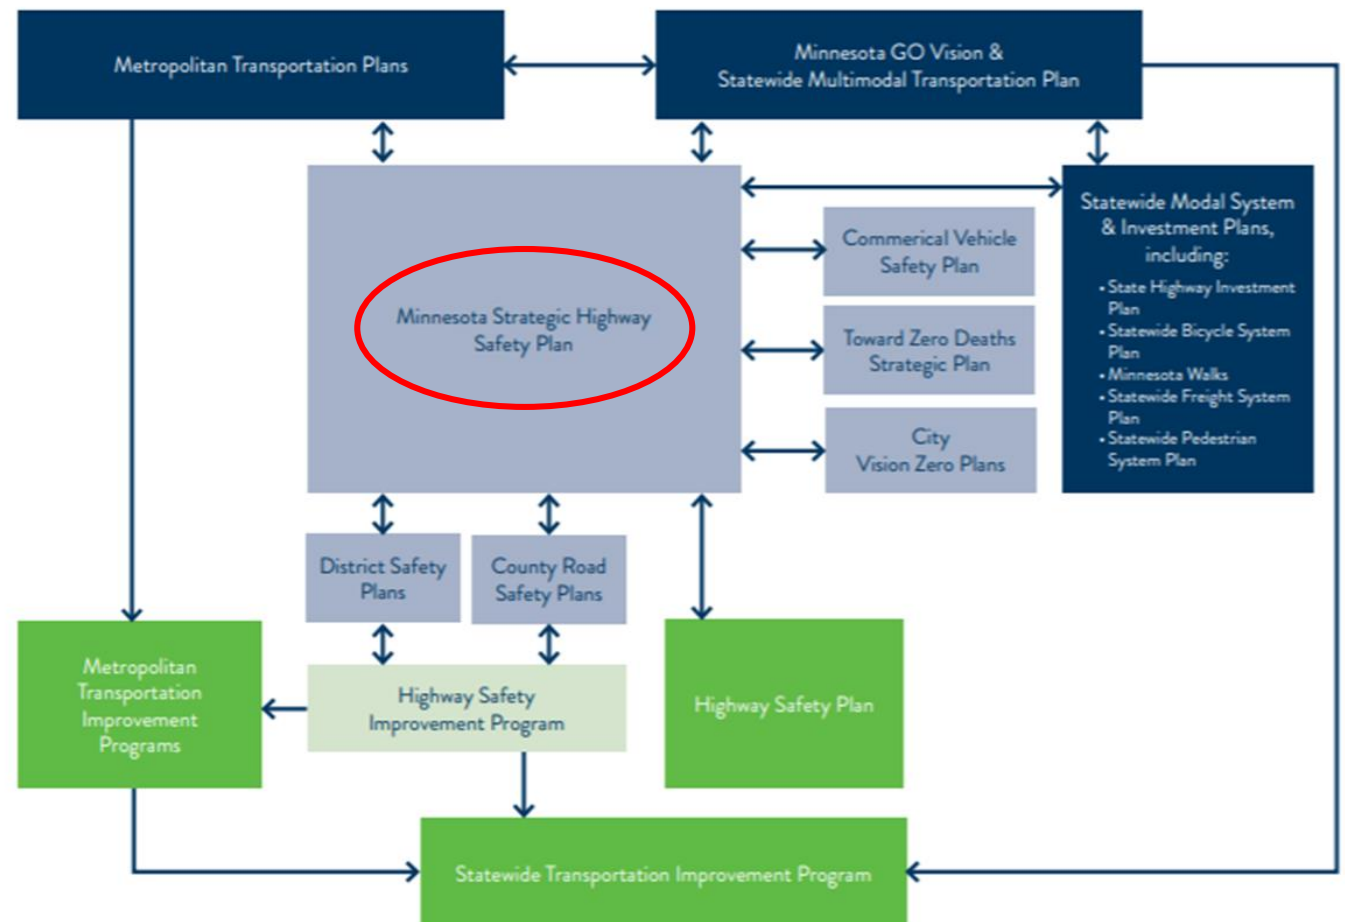 Metropolitan Transportation Plans
Minnesota GO Vision &
Statewide Multimodal Transportation Plan
Minnesota Strategic Highway
Safety Plan
Commerical Vehicle
Safety Plan
Toward Zero Deaths
Strategic Plan
City
Vision Zero Plans
Statewide Modal System
& Investment Plans,
including:
• State Highway Investment
Plan
• Statewide Bicycle System
Plan
• Minnesota Walks
• Statewide Freight System
Plan
• Statewide Pedestrian
System Plan
District Safety
Plans
County Road
Safety Plans
Metropolitan
Transportation
Improvement
Programs
Highway Safety
Improvement Program
Highway Safety Plan
Statewide Transportation Improvement Program